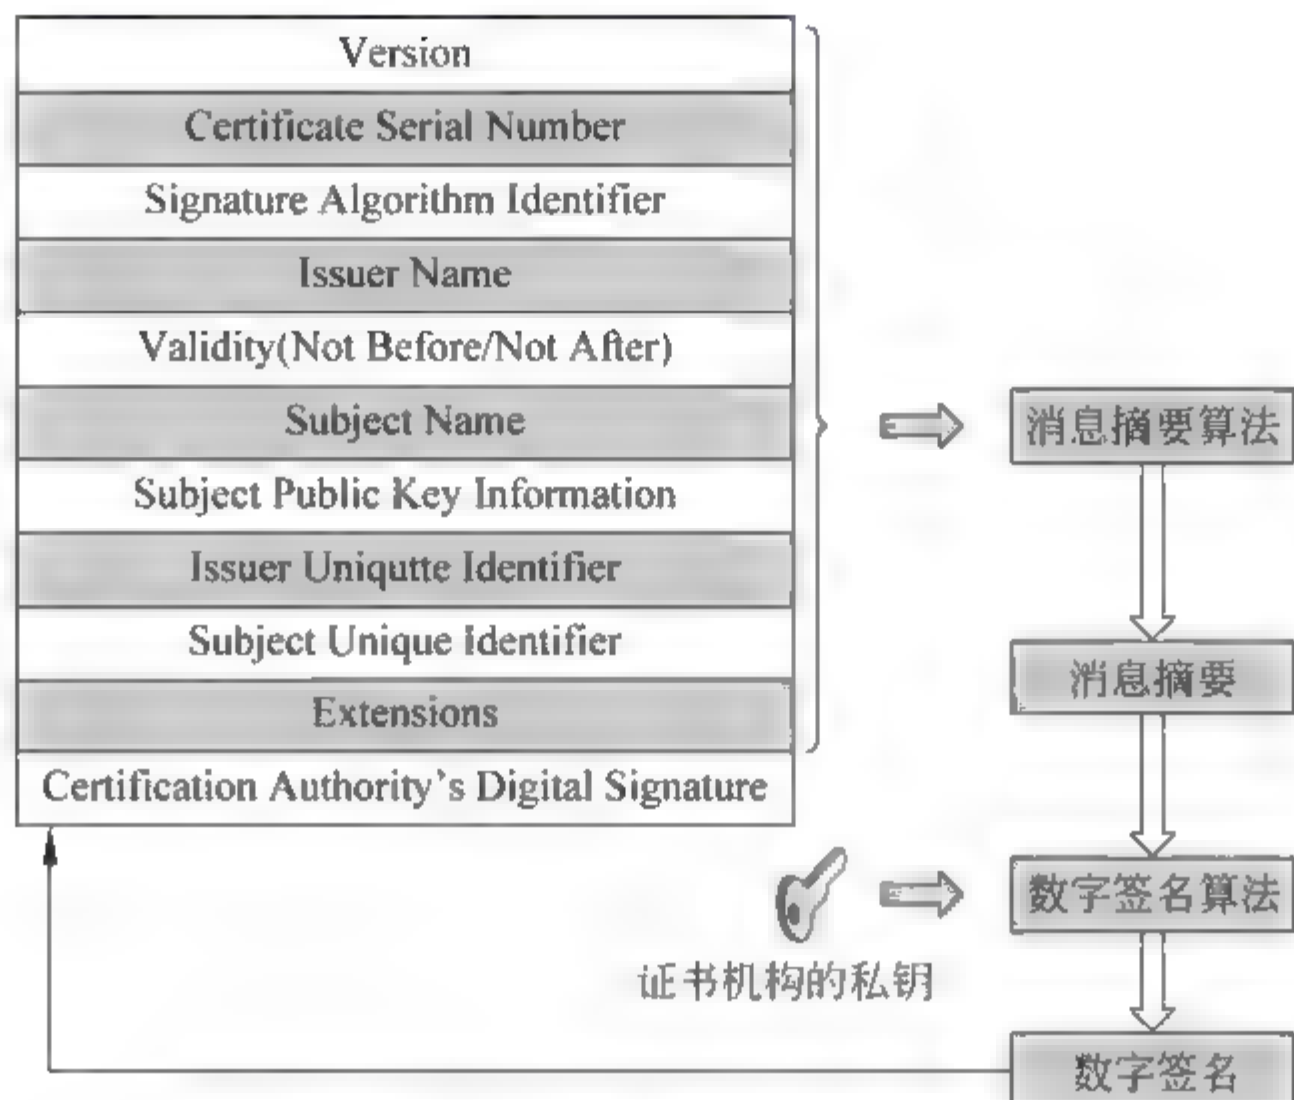 Version
Certificate Serial Number
Signature Algorithm Identifier
Issuer Name
Validity(Not Before/Not After)
Subject Name
Subject Public Key Information
Issuer Uniqutte Identifier
Subject Unique Identifier
Extensions
Certification Authority's Digital Signature
消息摘要算法
消息摘要
数字签名算法
证书机构的私钥
数字签名